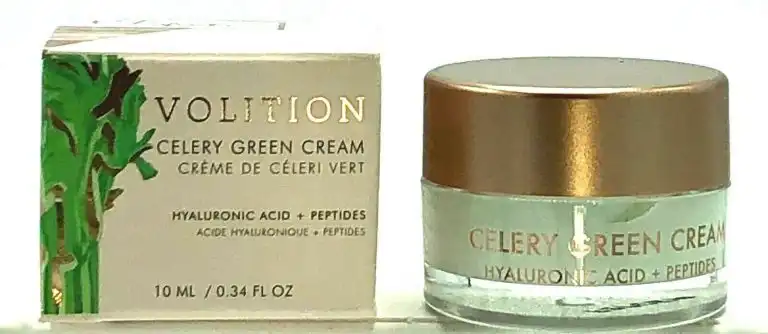 VOLITION
CELERY GREEN CREAM
CRÈME DE CÉLERI VERT
HYALURONIC ACID + PEPTIDES
ACIDE HYALURONIQUE + PEPTIDES
10 ML / 0.34 FL OZ
CELERY GREEN CREAM
HYALURONIC ACID + PEPTIDES